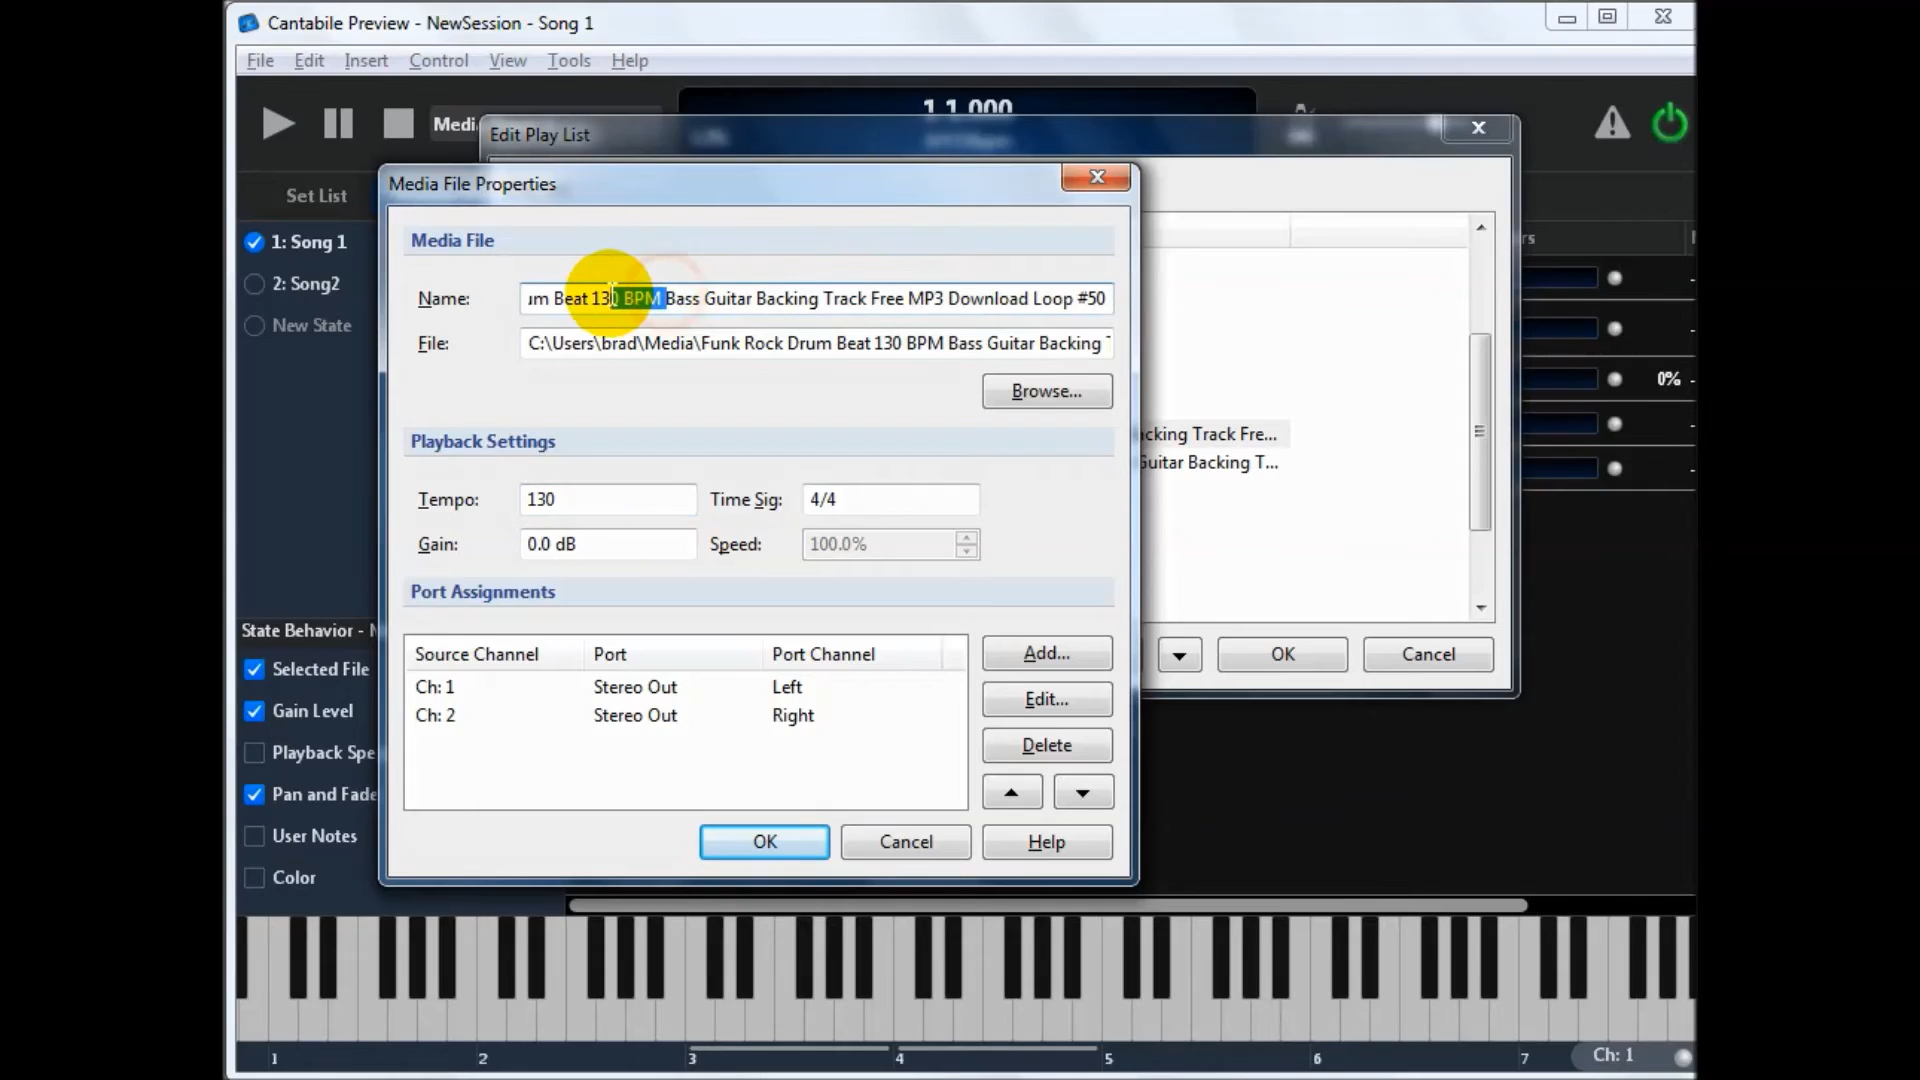 Cantabile Preview - NewSession - Song 1
File Edit Insert Control View Tools Help
1 1.000
Edit Play List
Media File Properties
Set List
1: Song 1
2: Song2
New State
Media File
Name: Beat 130 BPM Bass Guitar Backing Track Free MP3 Download Loop #50
File: C:\Users\brad\Media\Funk Rock Drum Beat 130 BPM Bass Guitar Backing
Browse...
0%
Playback Settings
Tempo: 130 Time Sig: 4/4
Gain: 0.0 dB Speed: 100.0%
cking Track Fre...
Guitar Backing T...
Port Assignments
Source Channel Port Port Channel
Ch: 1 Stereo Out Left
Ch: 2 Stereo Out Right
Add...
Edit...
Delete
OK Cancel Help
OK Cancel
State Behavior -
Selected File
Gain Level
Playback Spe
Pan and Fade
User Notes
Color
1 2 3 4 5 6 7 Ch: 1